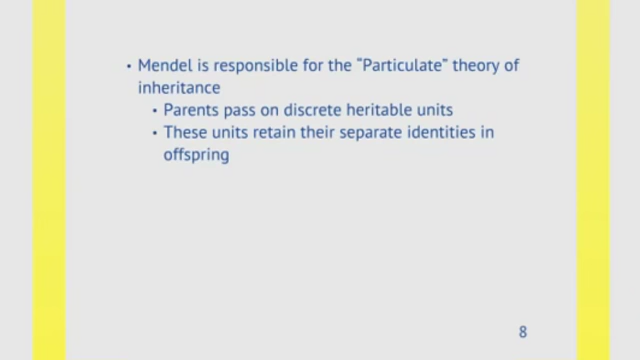 • Mendel is responsible for the “Particulate” theory of
inheritance
• Parents pass on discrete heritable units
• These units retain their separate identities in
offspring
8